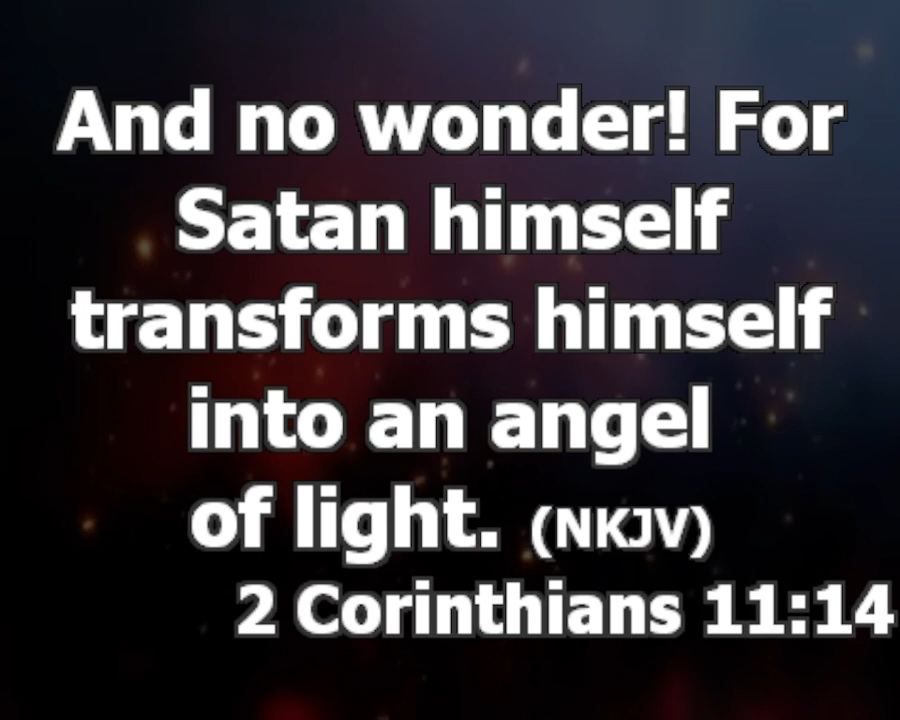 And no wonder! For
Satan himself
transforms himself
into an angel
of light. (NKJV)
2 Corinthians 11:14